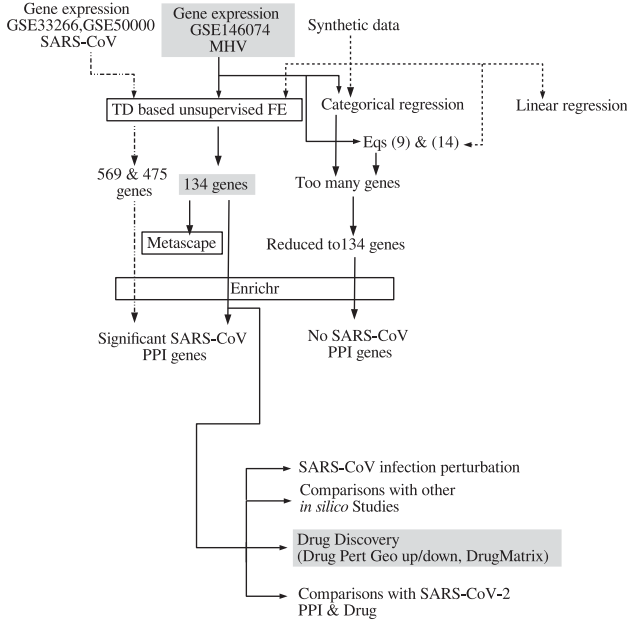 Gene expression
GSE33266,GSE50000
SARS-CoV
Gene expression
GSE146074
MHV
Synthetic data
TD based unsupervised FE
Categorical regression
Linear regression
Eqs (9) & (14)
569 & 475
genes
134 genes
Too many genes
Metascape
Reduced to134 genes
Enrichr
Significant SARS-CoV
PPI genes
No SARS-CoV
PPI genes
SARS-CoV infection perturbation
Comparisons with other
in silico Studies
Drug Discovery
(Drug Pert Geo up/down, DrugMatrix)
Comparisons with SARS-CoV-2
PPI & Drug